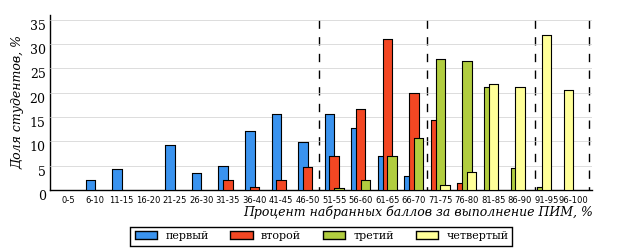 Доля студентов, %
35
30
25
20
15
10
5
0
0-5 6-10 11-15 16-20 21-25 26-30 31-35 36-40 41-45 46-50 51-55 56-60 61-65 66-70 71-75 76-80 81-85 86-90 91-95 96-100
Процент набранных баллов за выполнение ПИМ, %
первый второй третий четвертый